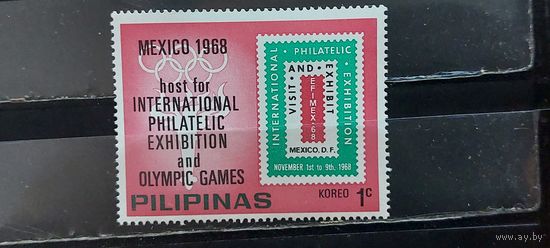 MEXICO 1968
host for
INTERNATIONAL
PHILATELIC
EXHIBITION
and
OLYMPIC GAMES
INTERNATIONAL PHILATELIC EXHIBITION
VISIT AND EXHIBIT
EFIMEX-68
MEXICO, D. F.
NOVEMBER 1st to 9th. 1968
PILIPINAS
KOREO 1c
www.ay.by